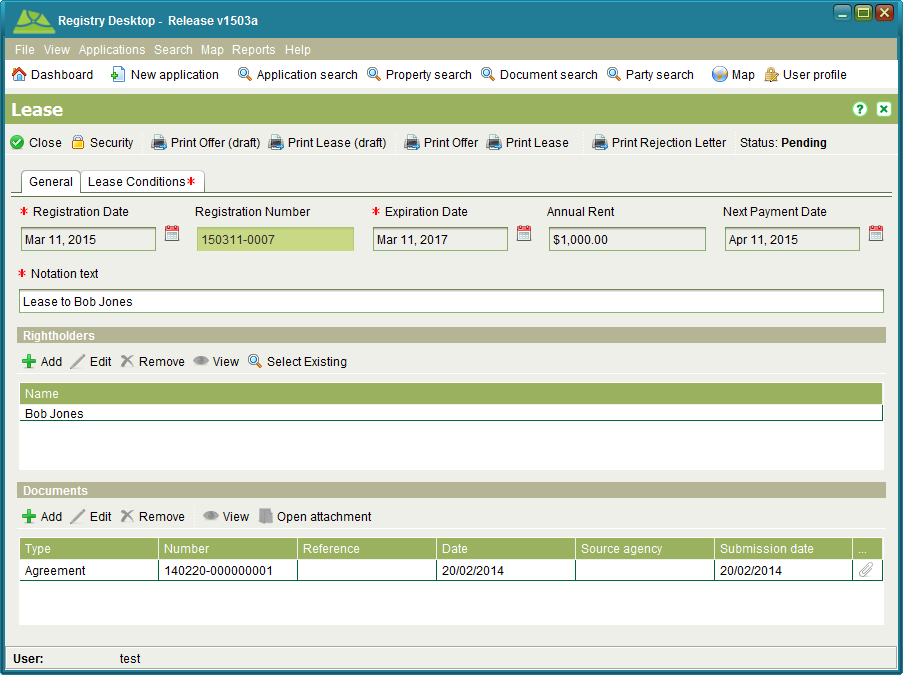 Registry Desktop - Release v1503a
File View Applications Search Map Reports Help
Dashboard New application Application search Property search Document search Party search Map User profile
Lease
Close Security Print Offer (draft) Print Lease (draft) Print Offer Print Lease Print Rejection Letter Status: Pending
General Lease Conditions*
* Registration Date Registration Number * Expiration Date Annual Rent Next Payment Date
Mar 11, 2015 150311-0007 Mar 11, 2017 $1,000.00 Apr 11, 2015
* Notation text
Lease to Bob Jones
Rightholders
Add Edit Remove View Select Existing
Name
Bob Jones
Documents
Add Edit Remove View Open attachment
Type Number Reference Date Source agency Submission date ...
Agreement 140220-000000001 20/02/2014 20/02/2014
User: test